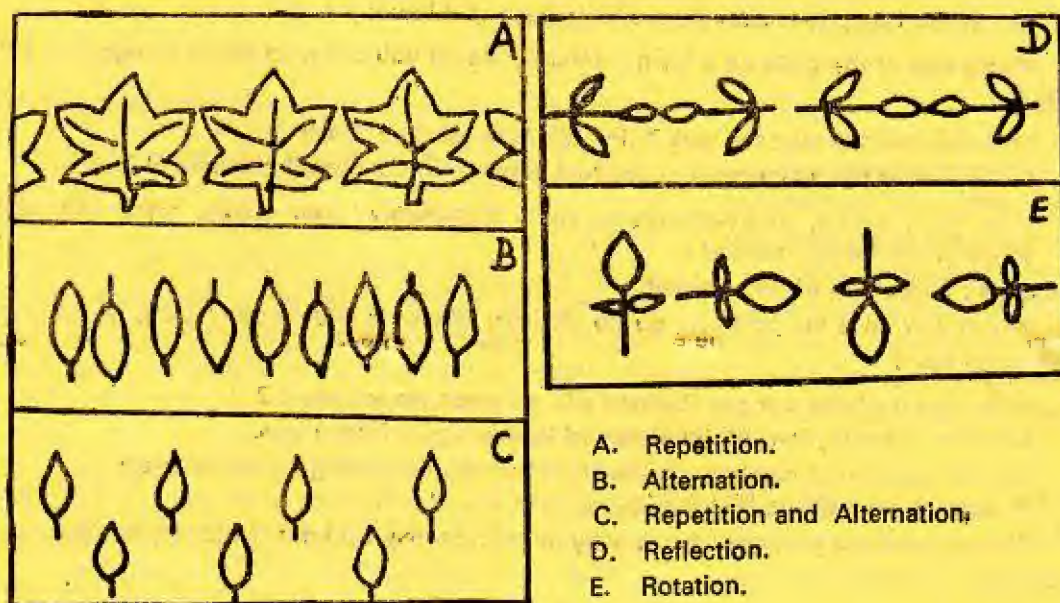 A
B
C
D
E
A. Repetition.
B. Alternation.
C. Repetition and Alternation.
D. Reflection.
E. Rotation.